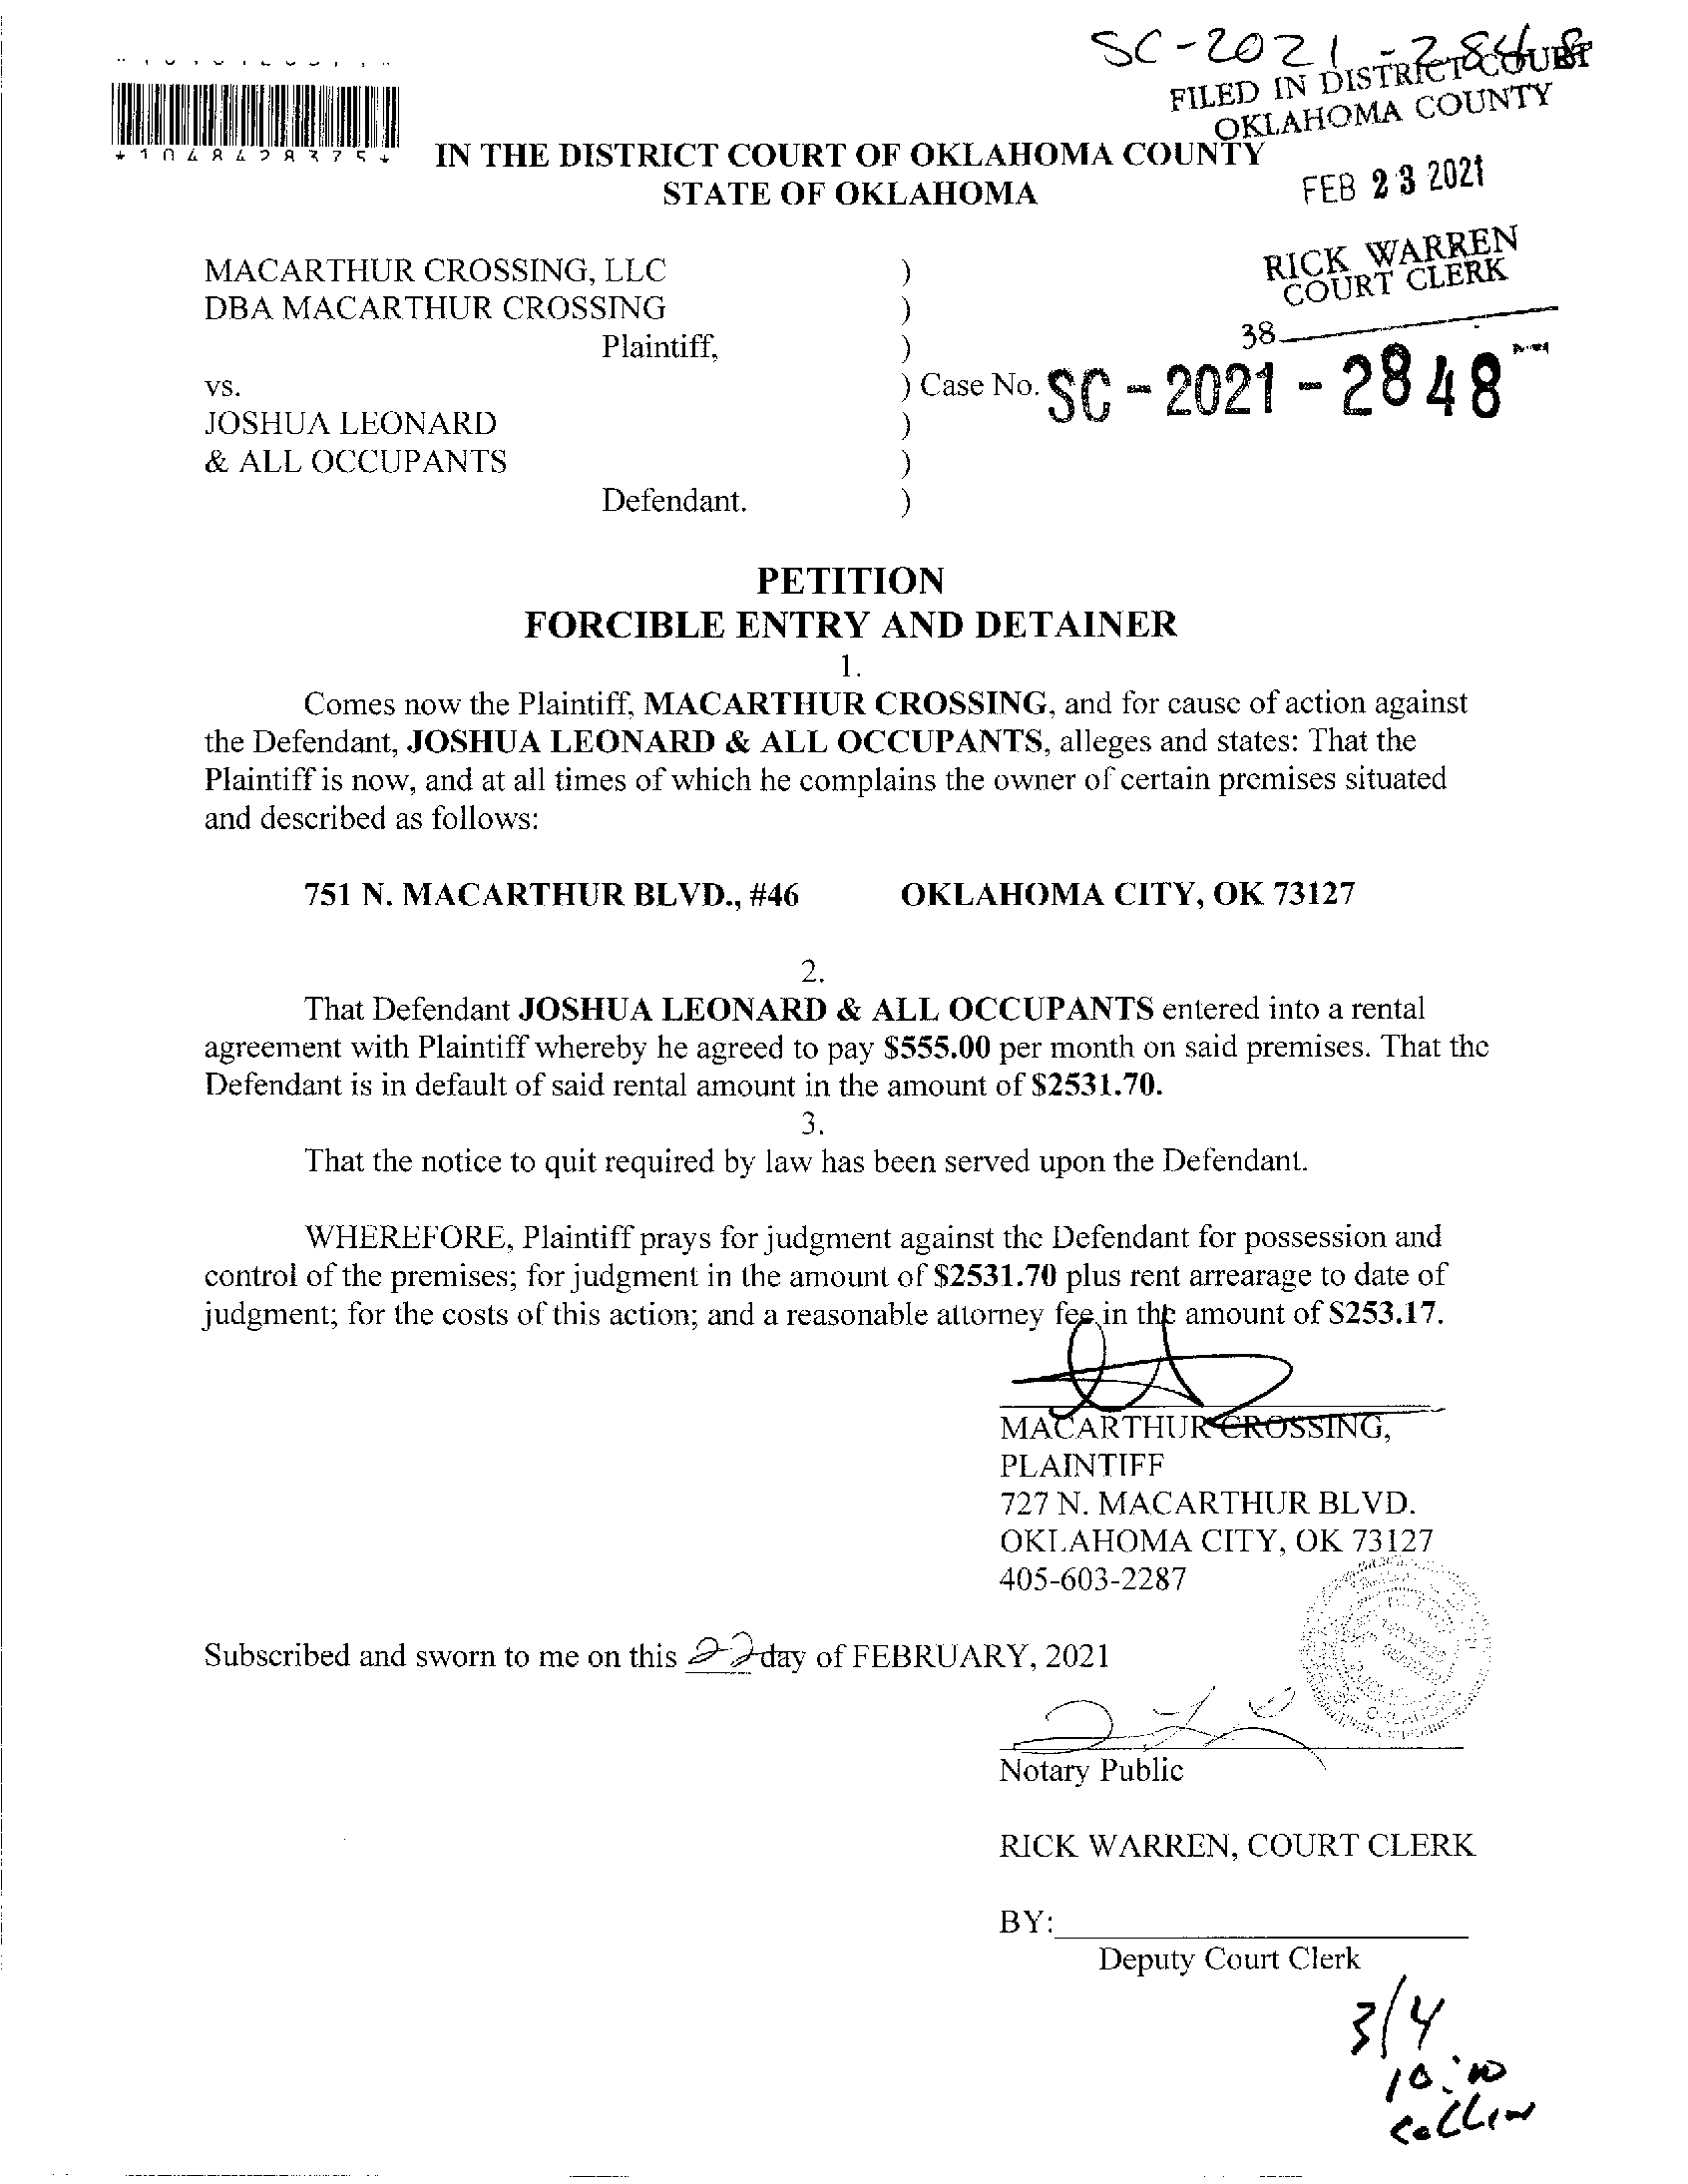 SC-2021-2848
FILED IN DISTRICT COURT
OKLAHOMA COUNTY
*1048428375*
IN THE DISTRICT COURT OF OKLAHOMA COUNTY
STATE OF OKLAHOMA
FEB 23 2021
RICK WARREN
COURT CLERK
38
MACARTHUR CROSSING, LLC )
DBA MACARTHUR CROSSING )
Plaintiff, )
vs. ) Case No. SC-2021-2848
JOSHUA LEONARD )
& ALL OCCUPANTS )
Defendant. )
PETITION
FORCIBLE ENTRY AND DETAINER
1.
Comes now the Plaintiff, MACARTHUR CROSSING, and for cause of action against
the Defendant, JOSHUA LEONARD & ALL OCCUPANTS, alleges and states: That the
Plaintiff is now, and at all times of which he complains the owner of certain premises situated
and described as follows:
751 N. MACARTHUR BLVD., #46 OKLAHOMA CITY, OK 73127
2.
That Defendant JOSHUA LEONARD & ALL OCCUPANTS entered into a rental
agreement with Plaintiff whereby he agreed to pay $555.00 per month on said premises. That the
Defendant is in default of said rental amount in the amount of $2531.70.
3.
That the notice to quit required by law has been served upon the Defendant.
WHEREFORE, Plaintiff prays for judgment against the Defendant for possession and
control of the premises; for judgment in the amount of $2531.70 plus rent arrearage to date of
judgment; for the costs of this action; and a reasonable attorney fee in the amount of $253.17.
MACARTHUR CROSSING,
PLAINTIFF
727 N. MACARTHUR BLVD.
OKLAHOMA CITY, OK 73127
405-603-2287
Subscribed and sworn to me on this 22 day of FEBRUARY, 2021
Notary Public
RICK WARREN, COURT CLERK
BY:
Deputy Court Clerk
3/4
10:10
Collin